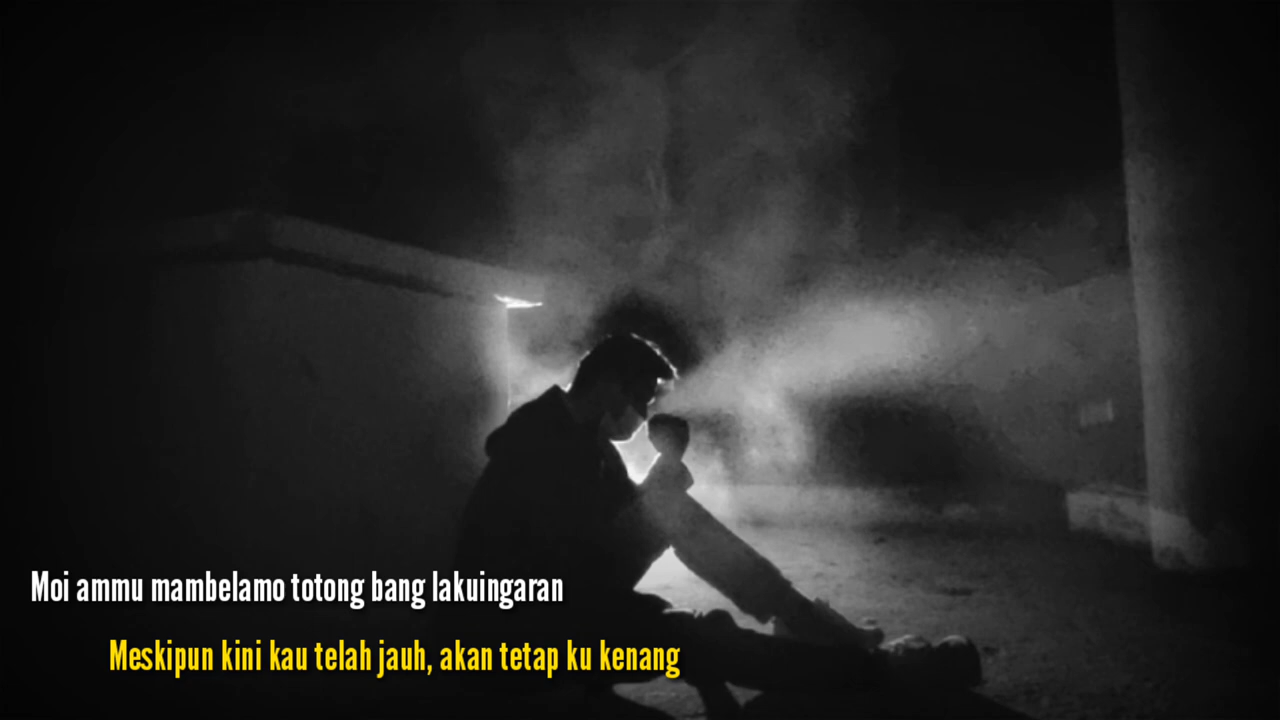 Moi ammu mambelamo totong bang lakuingaran
Meskipun kini kau telah jauh, akan tetap ku kenang